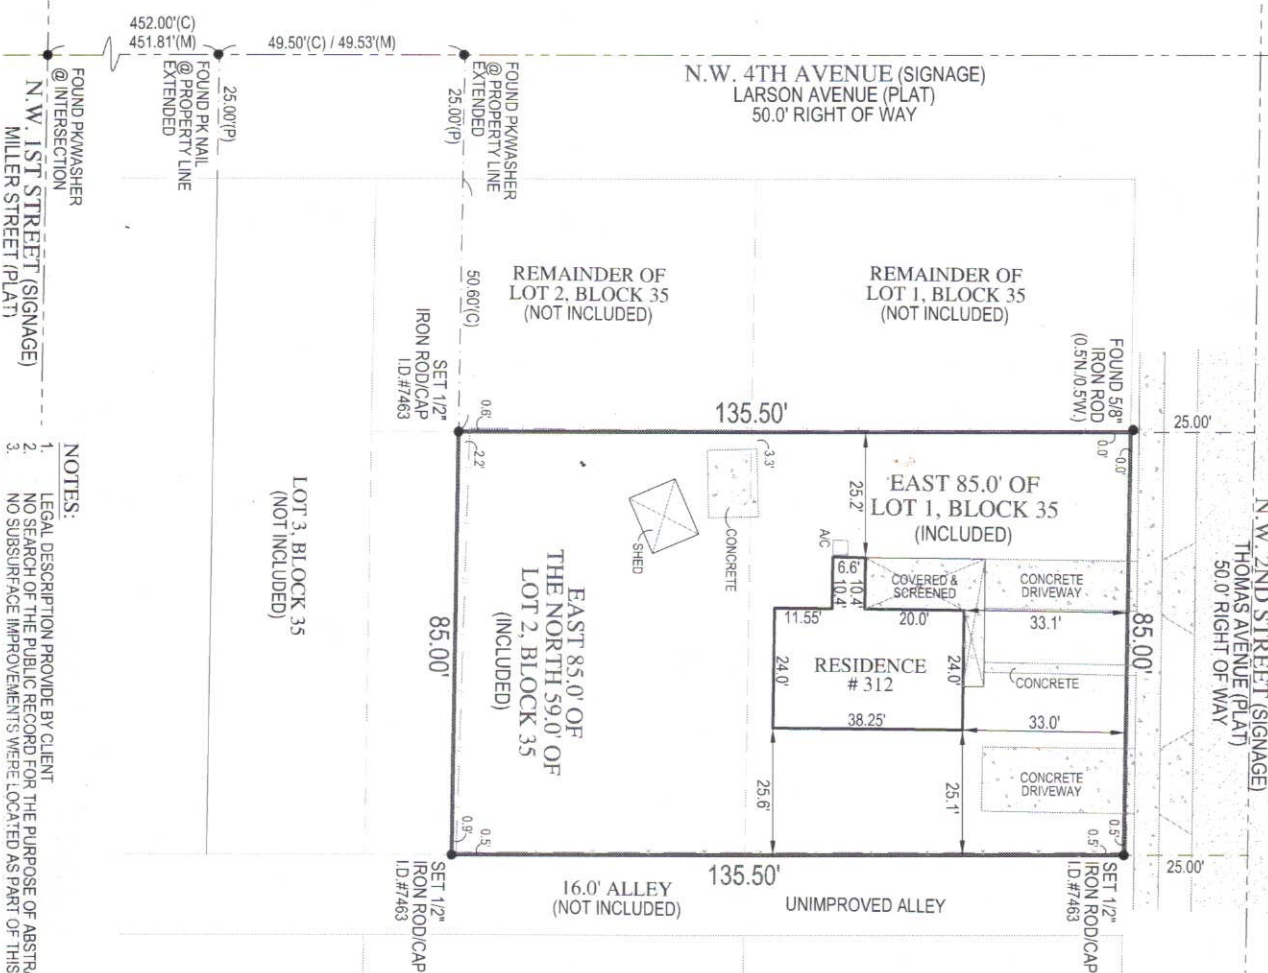 452.00'(C)
451.81'(M)
49.50'(C) / 49.53'(M)
N.W. 4TH AVENUE (SIGNAGE)
LARSON AVENUE (PLAT)
50.0' RIGHT OF WAY
FOUND PK/WASHER
@ INTERSECTION
FOUND PK NAIL
@ PROPERTY LINE
EXTENDED
25.00'(P)
FOUND PK/WASHER
@ PROPERTY LINE
EXTENDED
25.00'(P)
N.W. 1ST STREET (SIGNAGE)
MILLER STREET (PLAT)
REMAINDER OF
LOT 2, BLOCK 35
(NOT INCLUDED)
REMAINDER OF
LOT 1, BLOCK 35
(NOT INCLUDED)
50.60'(C)
SET 1/2"
IRON ROD/CAP
I.D.#7463
FOUND 5/8"
IRON ROD
(0.5'N./0.5'W.)
25.00'
135.50'
0.6'
2.2'
3.3'
0.0'
0.0'
N.W. 2ND STREET (SIGNAGE)
THOMAS AVENUE (PLAT)
50.0' RIGHT OF WAY
EAST 85.0' OF
LOT 1, BLOCK 35
(INCLUDED)
25.2'
A/C
CONCRETE
SHED
6.6'
10.4'
10.4'
COVERED &
SCREENED
CONCRETE
DRIVEWAY
11.55'
20.0'
33.1'
85.00'
RESIDENCE
# 312
24.0'
24.0'
CONCRETE
38.25'
33.0'
EAST 85.0' OF
THE NORTH 59.0' OF
LOT 2, BLOCK 35
(INCLUDED)
85.00'
LOT 3, BLOCK 35
(NOT INCLUDED)
25.6'
25.1'
CONCRETE
DRIVEWAY
0.9'
0.5'
0.5'
0.5'
135.50'
25.00'
SET 1/2"
IRON ROD/CAP
I.D.#7463
16.0' ALLEY
(NOT INCLUDED)
UNIMPROVED ALLEY
SET 1/2"
IRON ROD/CAP
I.D.#7463
NOTES:
1. LEGAL DESCRIPTION PROVIDE BY CLIENT
2. NO SEARCH OF THE PUBLIC RECORD FOR THE PURPOSE OF ABSTR
3. NO SUBSURFACE IMPROVEMENTS WERE LOCATED AS PART OF THIS